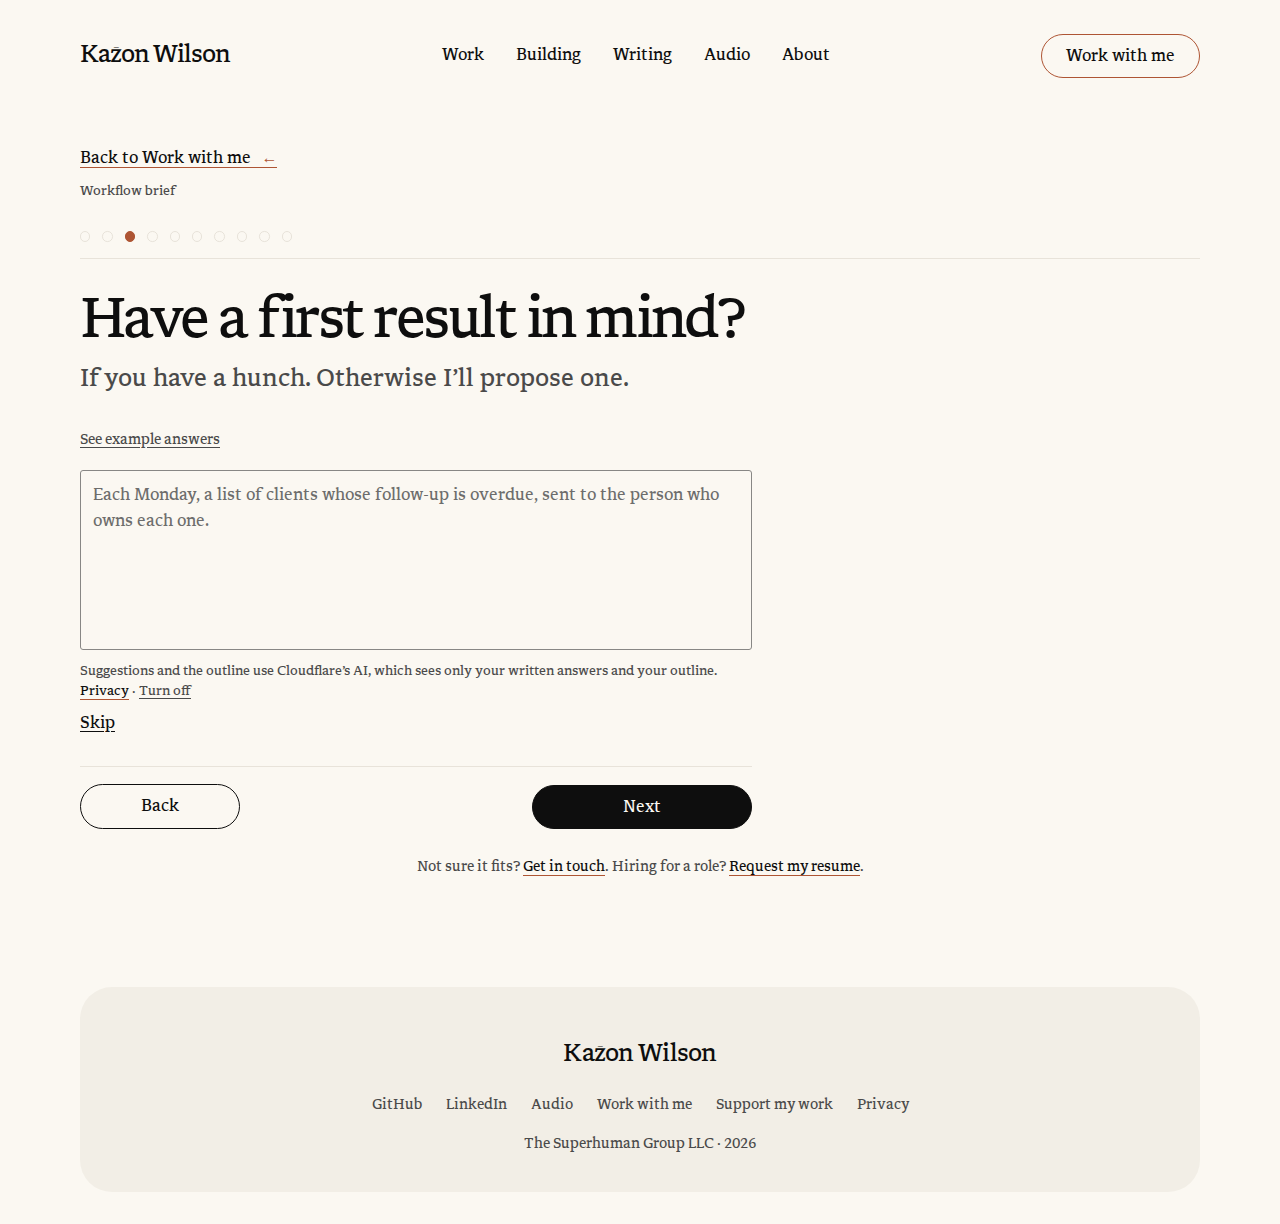 Każon Wilson
Work Building Writing Audio About
Work with me
Back to Work with me ←
Workflow brief
Have a first result in mind?
If you have a hunch. Otherwise I’ll propose one.
See example answers
Each Monday, a list of clients whose follow-up is overdue, sent to the person who
owns each one.
Suggestions and the outline use Cloudflare’s AI, which sees only your written answers and your outline.
Privacy · Turn off
Skip
Back
Next
Not sure it fits? Get in touch. Hiring for a role? Request my resume.
Każon Wilson
GitHub LinkedIn Audio Work with me Support my work Privacy
The Superhuman Group LLC · 2026